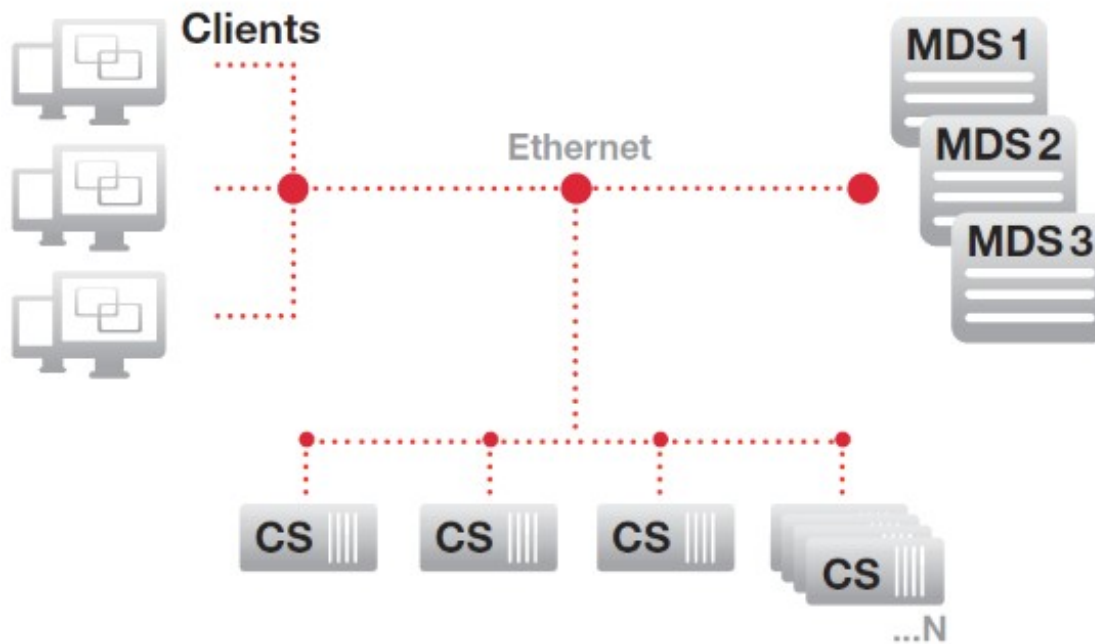 Clients
MDS 1
Ethernet
MDS 2
MDS 3
CS
CS
CS
CS
...N